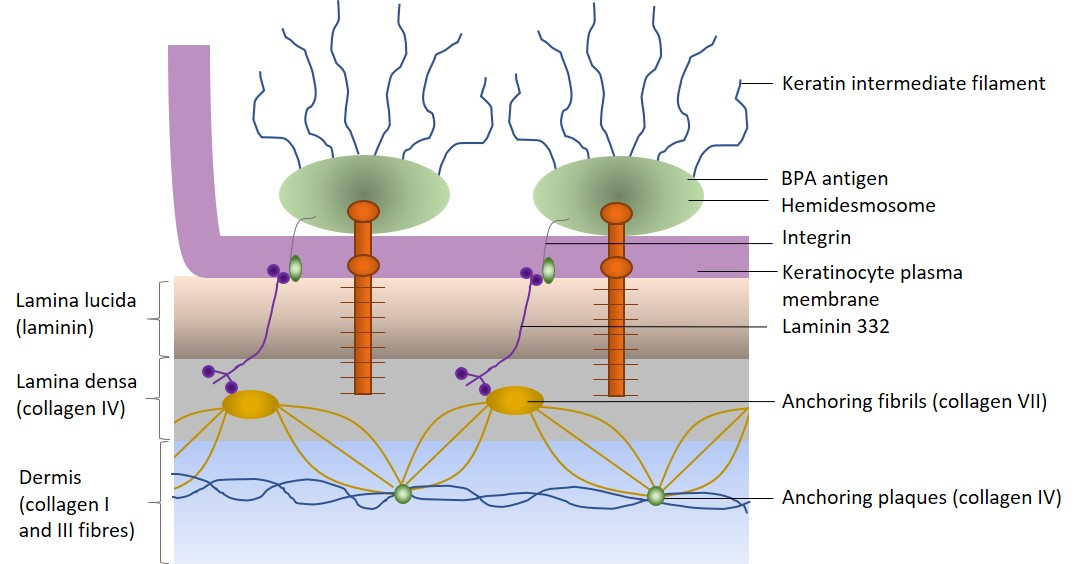 Keratin intermediate filament
BPA antigen
Hemidesmosome
Integrin
Keratinocyte plasma
membrane
Laminin 332
Anchoring fibrils (collagen VII)
Anchoring plaques (collagen IV)
Lamina lucida
(laminin)
Lamina densa
(collagen IV)
Dermis
(collagen I
and III fibres)